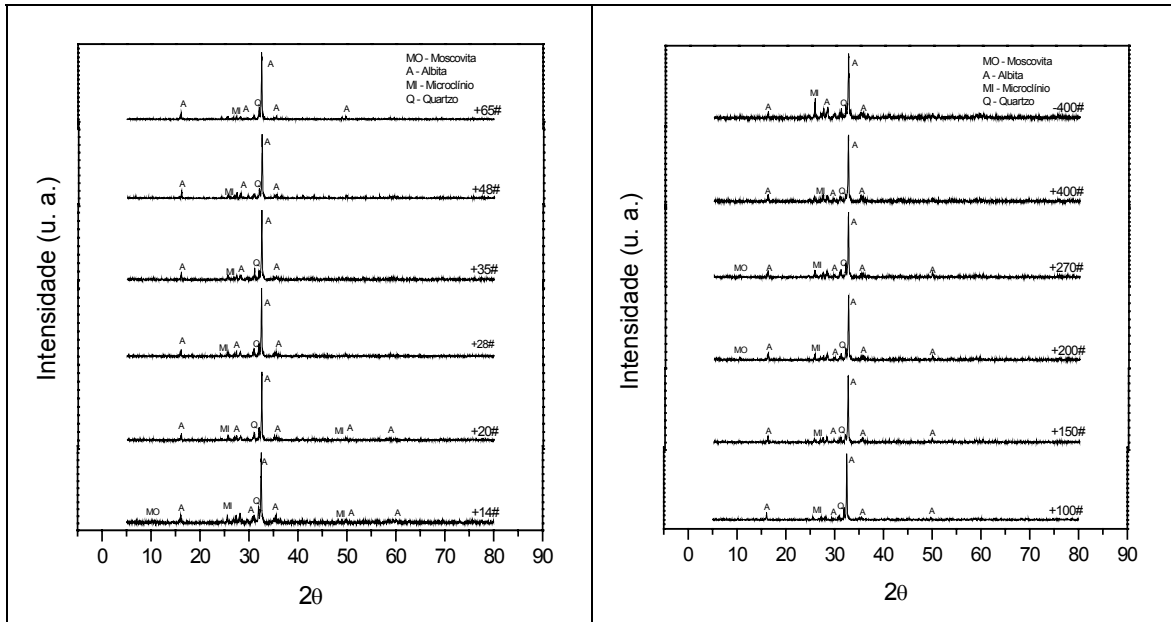 Intensidade (u. a.)
MO - Moscovita
A - Albita
MI - Microclínio
Q - Quartzo
A
A MI A Q A A +65#
A
A MI A Q A +48#
A
A MI A Q A +35#
A
A MI A Q A +28#
A
A MI A Q A MI A A +20#
A
MO A MI A Q A MI A A +14#
0 10 20 30 40 50 60 70 80 90
2θ
Intensidade (u. a.)
MO - Moscovita
A - Albita
MI - Microclínio
Q - Quartzo
A
A MI A Q A -400#
A
A MI A Q A +400#
A
MO A MI A Q A A +270#
A
MO A MI A Q A A +200#
A
A MI A Q A A +150#
A
A MI A Q A A +100#
0 10 20 30 40 50 60 70 80 90
2θ